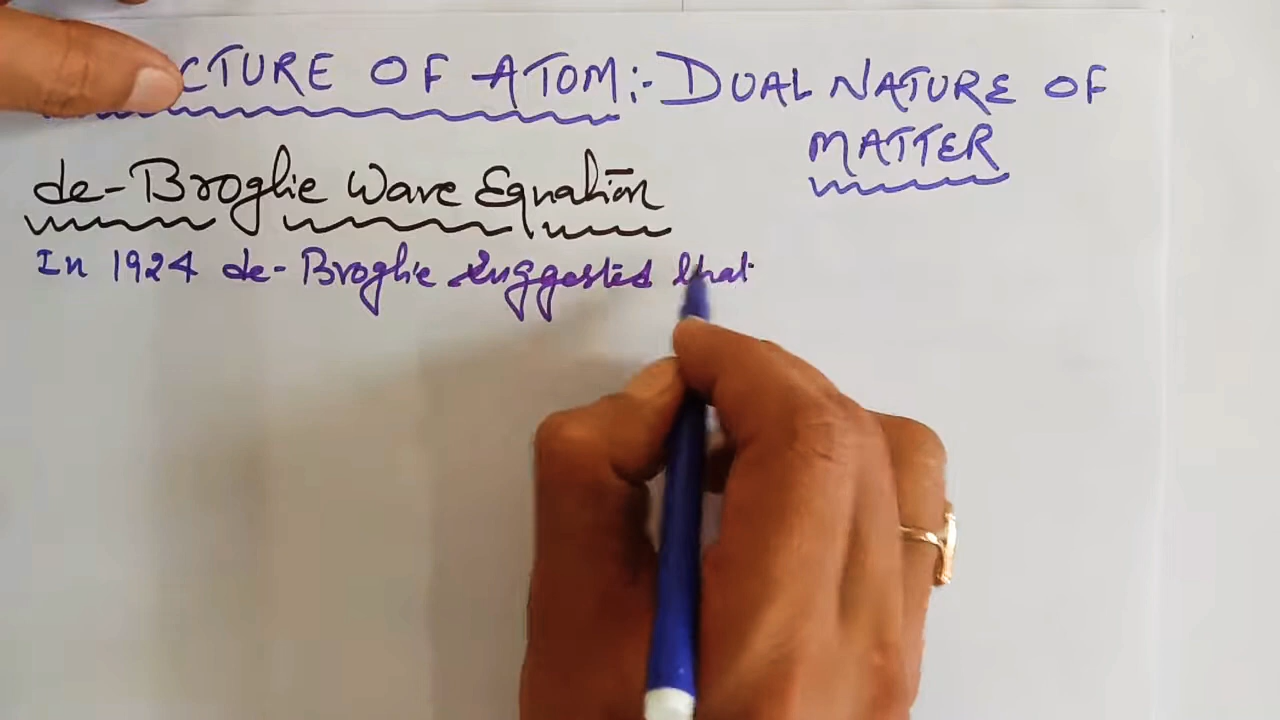 CTURE OF ATOM:- DUAL NATURE OF
MATTER
de-Broglie Wave Equation
In 1924 de-Broglie suggested that